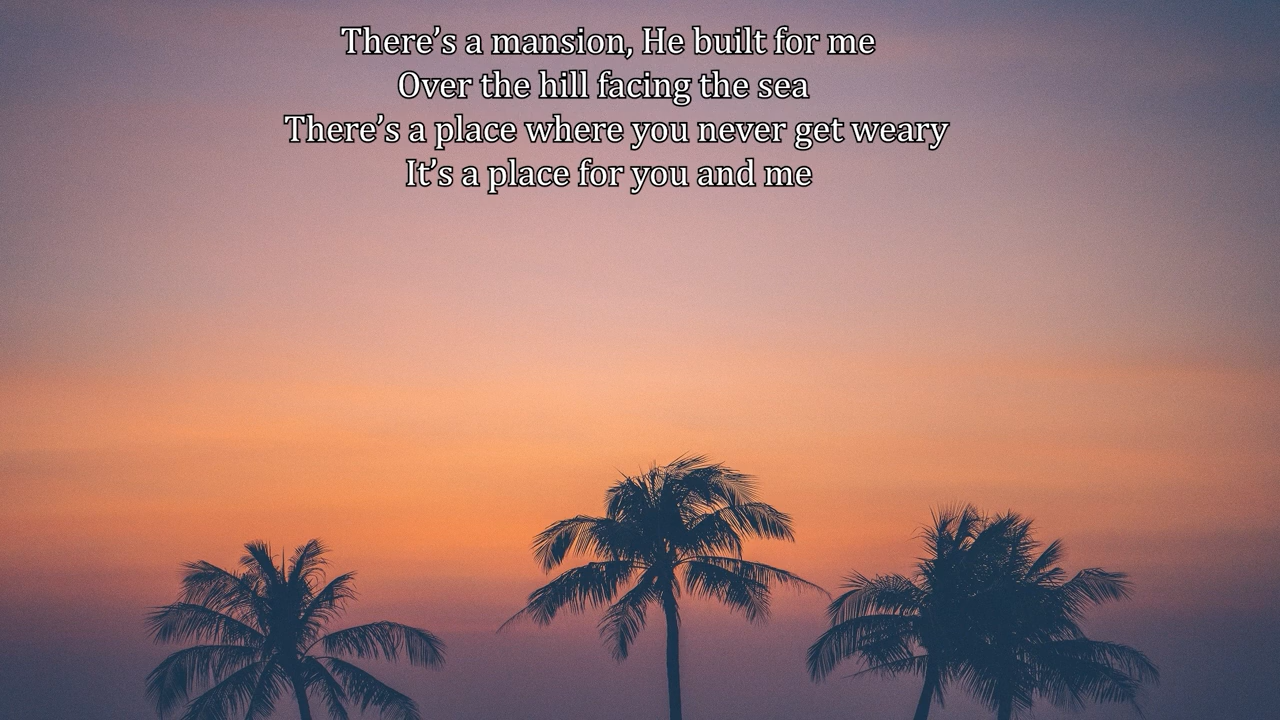 There’s a mansion, He built for me
Over the hill facing the sea
There’s a place where you never get weary
It’s a place for you and me